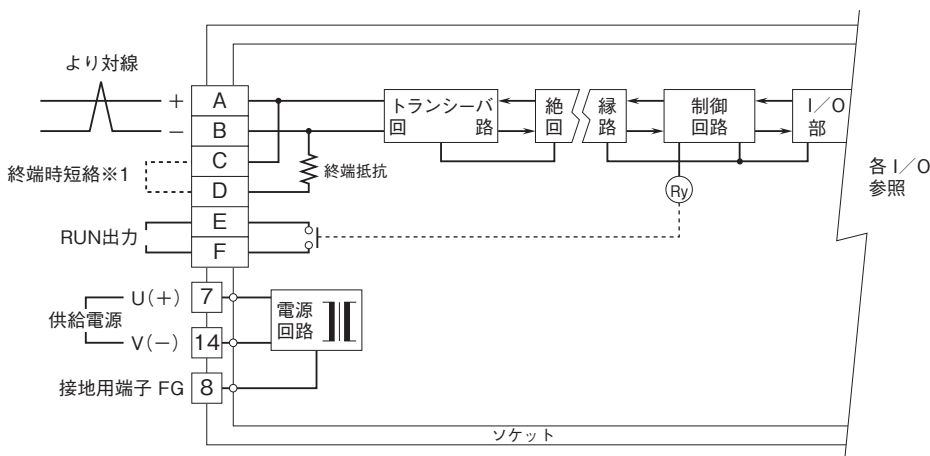 より対線
+ A
− B
C
終端時短絡※1
D
終端抵抗
E
RUN出力
F
トランシーバ
回路
絶縁
回路
制御
回路
I/O
部
Ry
各I/O
参照
U(+) 7
供給電源
V(−) 14
電源
回路
接地用端子 FG 8
ソケット